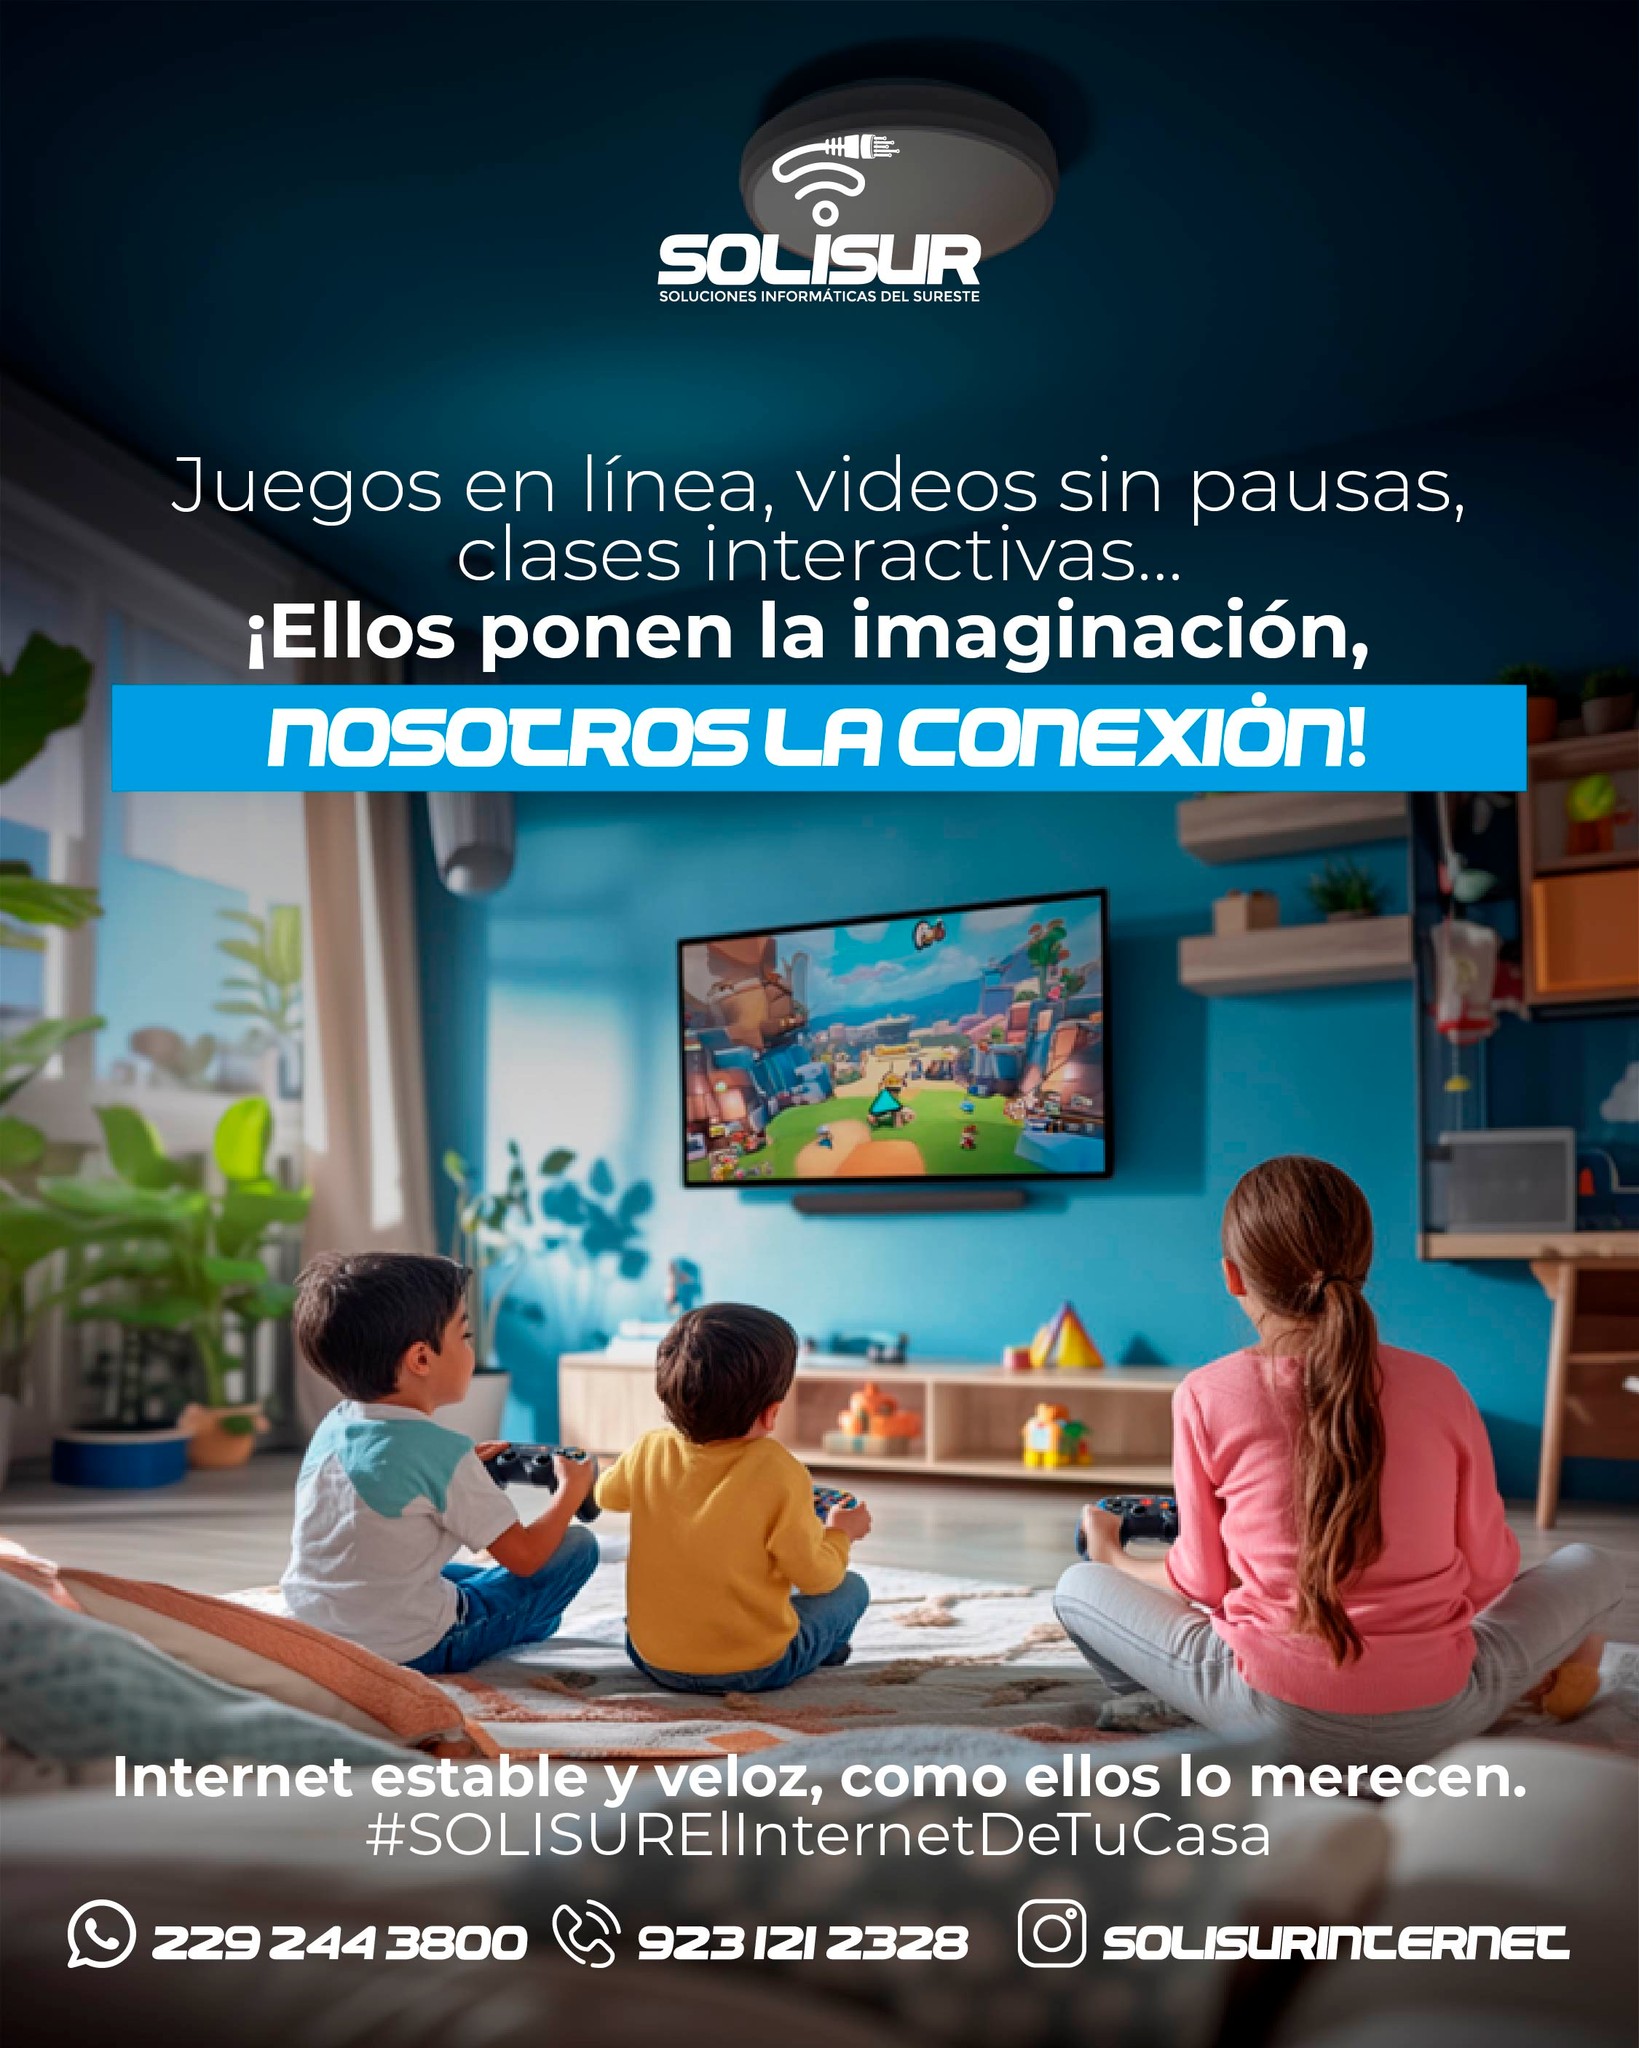 SOLISUR
SOLUCIONES INFORMÁTICAS DEL SURESTE
Juegos en línea, videos sin pausas,
clases interactivas...
¡Ellos ponen la imaginación,
NOSOTROS LA CONEXIÓN!
Internet estable y veloz, como ellos lo merecen.
#SOLISURElInternetDeTuCasa
229 244 3800 923 121 2328 SOLISURINTERNET